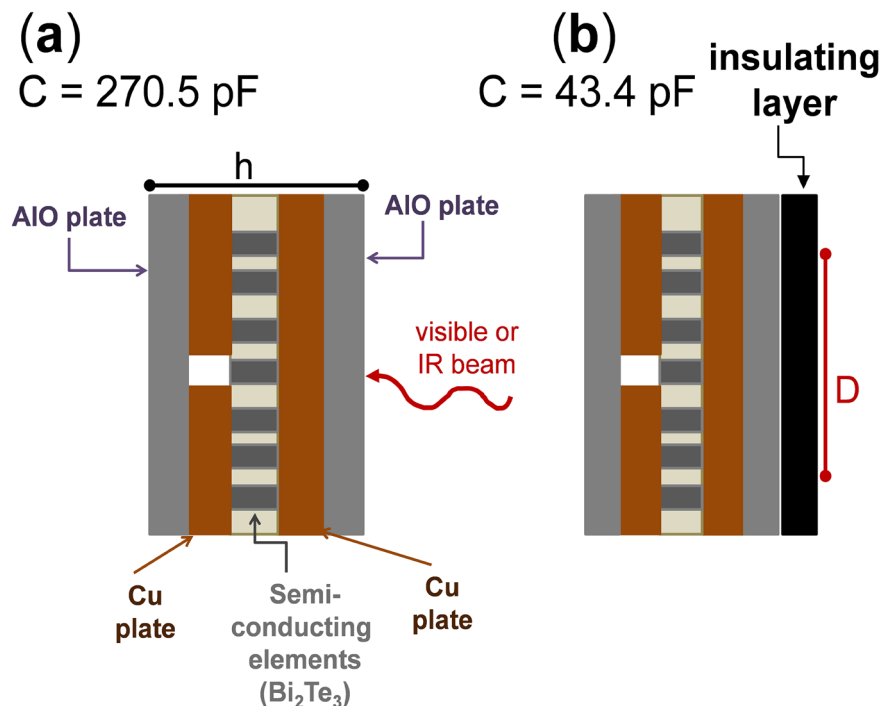 (a)
C = 270.5 pF
h
AlO plate
AlO plate
visible or
IR beam
Cu
plate
Semi-
conducting
elements
(Bi₂Te₃)
Cu
plate
(b)
C = 43.4 pF
insulating
layer
D